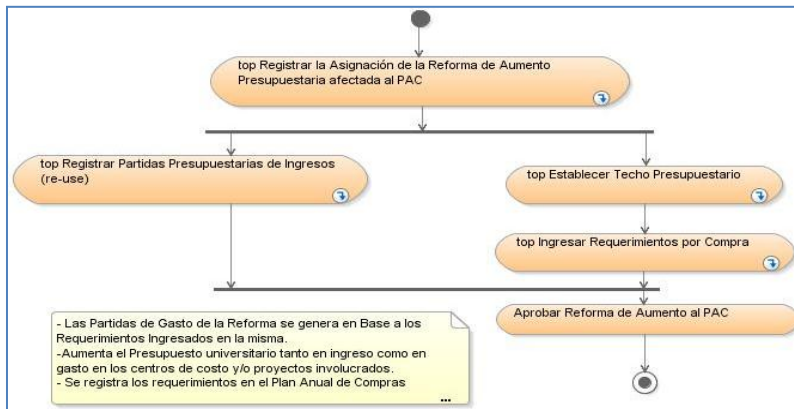 top Registrar la Asignación de la Reforma de Aumento
Presupuestaria afectada al PAC
top Registrar Partidas Presupuestarias de Ingresos
(re-use)
top Establecer Techo Presupuestario
top Ingresar Requerimientos por Compra
Aprobar Reforma de Aumento al PAC
- Las Partidas de Gasto de la Reforma se genera en Base a los
Requerimientos Ingresados en la misma.
-Aumenta el Presupuesto universitario tanto en ingreso como en
gasto en los centros de costo y/o proyectos involucrados.
- Se registra los requerimientos en el Plan Anual de Compras
...